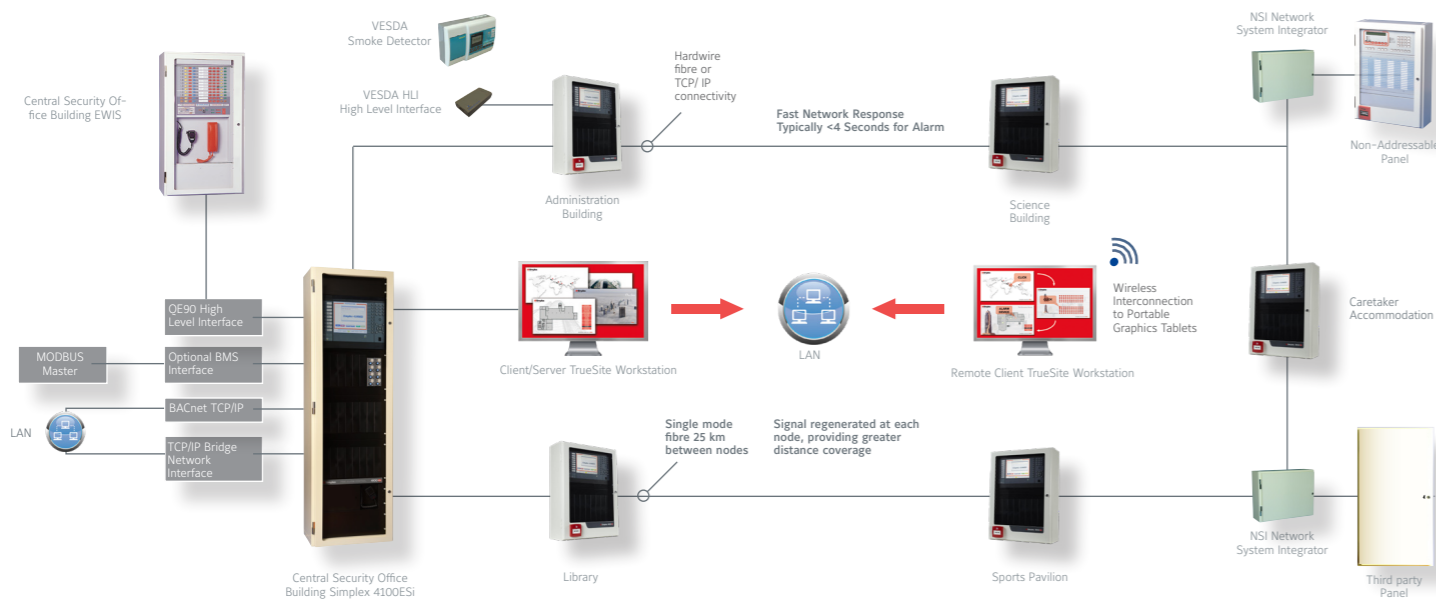 VESDA
Smoke Detector
NSI Network
System Integrator
Central Security Of-
fice Building EWIS
VESDA HLI
High Level Interface
Hardwire
fibre or
TCP/ IP
connectivity
Fast Network Response
Typically <4 Seconds for Alarm
Non-Addressable
Panel
Administration
Building
Science
Building
QE90 High
Level Interface
Wireless
Interconnection
to Portable
Graphics Tablets
Caretaker
Accommodation
MODBUS
Master
Optional BMS
Interface
LAN
Client/Server TrueSite Workstation
Remote Client TrueSite Workstation
BACnet TCP/IP
LAN
TCP/IP Bridge
Network
Interface
Single mode
fibre 25 km
between nodes
Signal regenerated at each
node, providing greater
distance coverage
NSI Network
System Integrator
Central Security Office
Building Simplex 4100ESi
Library
Sports Pavilion
Third party
Panel